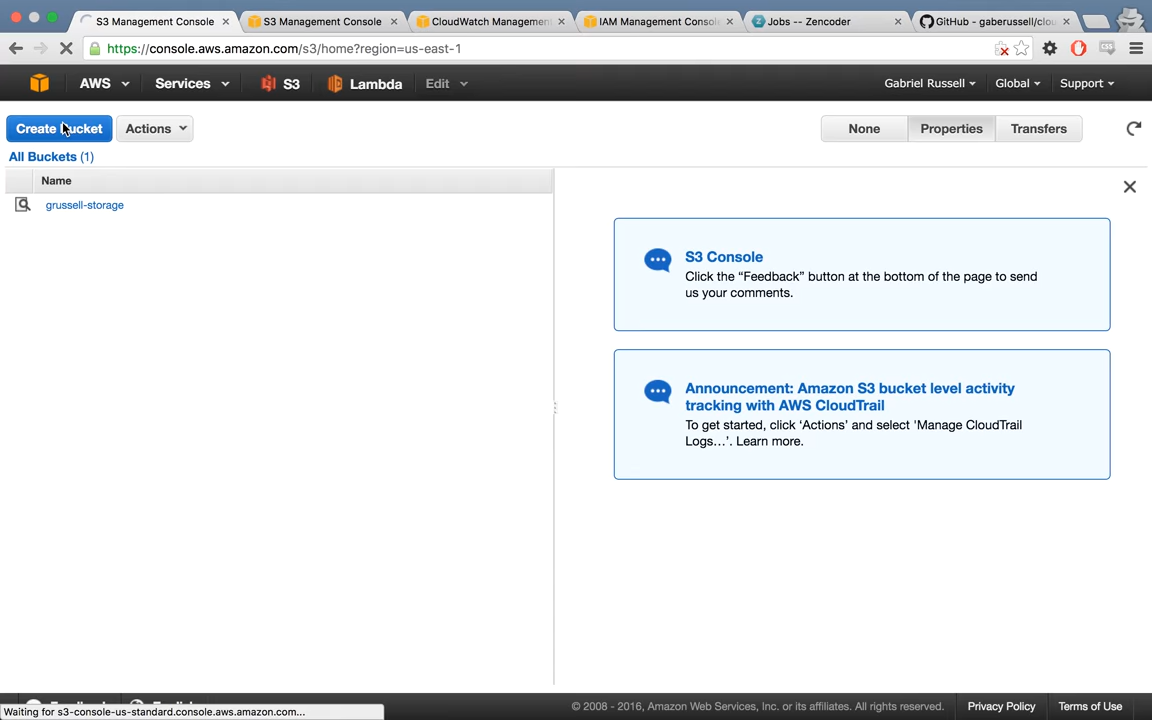 S3 Management Console
S3 Management Console
CloudWatch Management
IAM Management Console
Jobs -- Zencoder
GitHub - gaberussell/clou
https://console.aws.amazon.com/s3/home?region=us-east-1
CSS
AWS
Services
S3
Lambda
Edit
Gabriel Russell
Global
Support
Create Bucket
Actions
None
Properties
Transfers
All Buckets (1)
Name
grussell-storage
S3 Console
Click the “Feedback” button at the bottom of the page to send
us your comments.
Announcement: Amazon S3 bucket level activity
tracking with AWS CloudTrail
To get started, click ‘Actions’ and select 'Manage CloudTrail
Logs…’. Learn more.
Waiting for s3-console-us-standard.console.aws.amazon.com...
© 2008 - 2016, Amazon Web Services, Inc. or its affiliates. All rights reserved.
Privacy Policy
Terms of Use